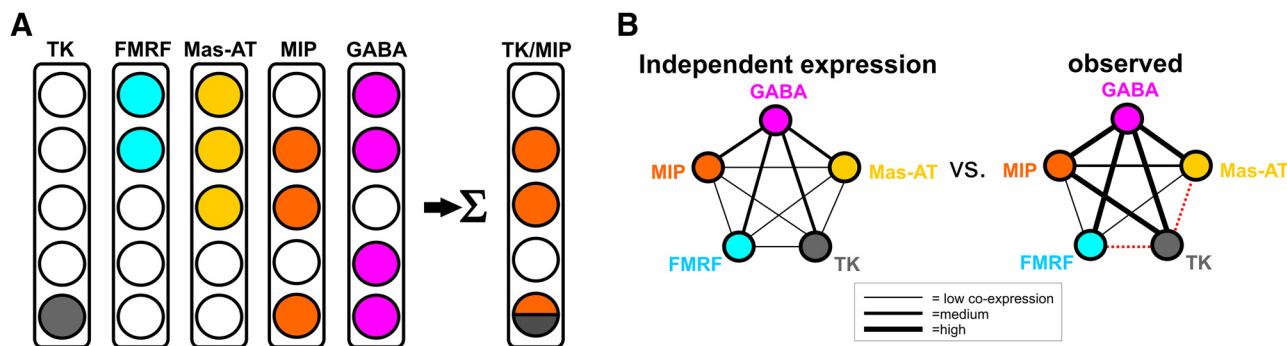 A
TK FMRF Mas-AT MIP GABA TK/MIP
Σ
B
Independent expression
observed
GABA
MIP
Mas-AT
FMRF
TK
vs.
GABA
MIP
Mas-AT
FMRF
TK
= low co-expression
=medium
=high